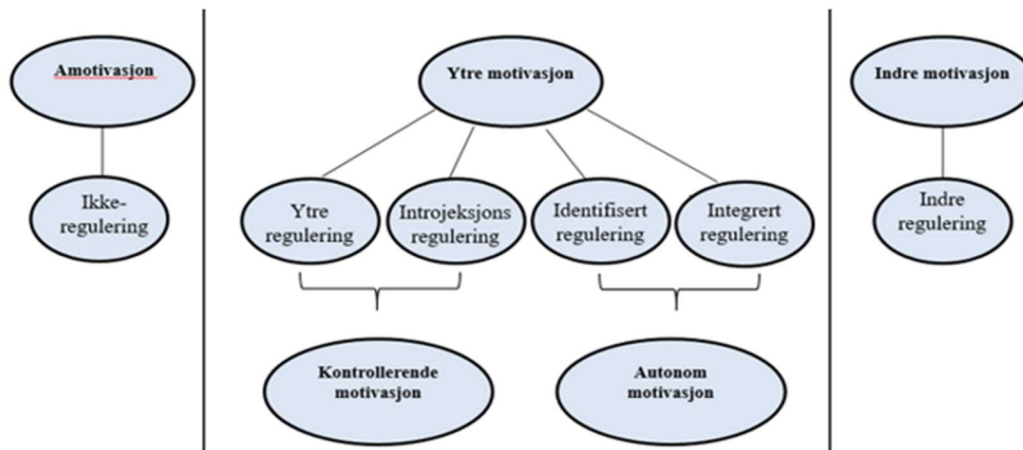 Amotivasjon
Ytre motivasjon
Indre motivasjon
Ikke-
regulering
Ytre
regulering
Introjeksjons
regulering
Identifisert
regulering
Integrert
regulering
Indre
regulering
Kontrollerende
motivasjon
Autonom
motivasjon